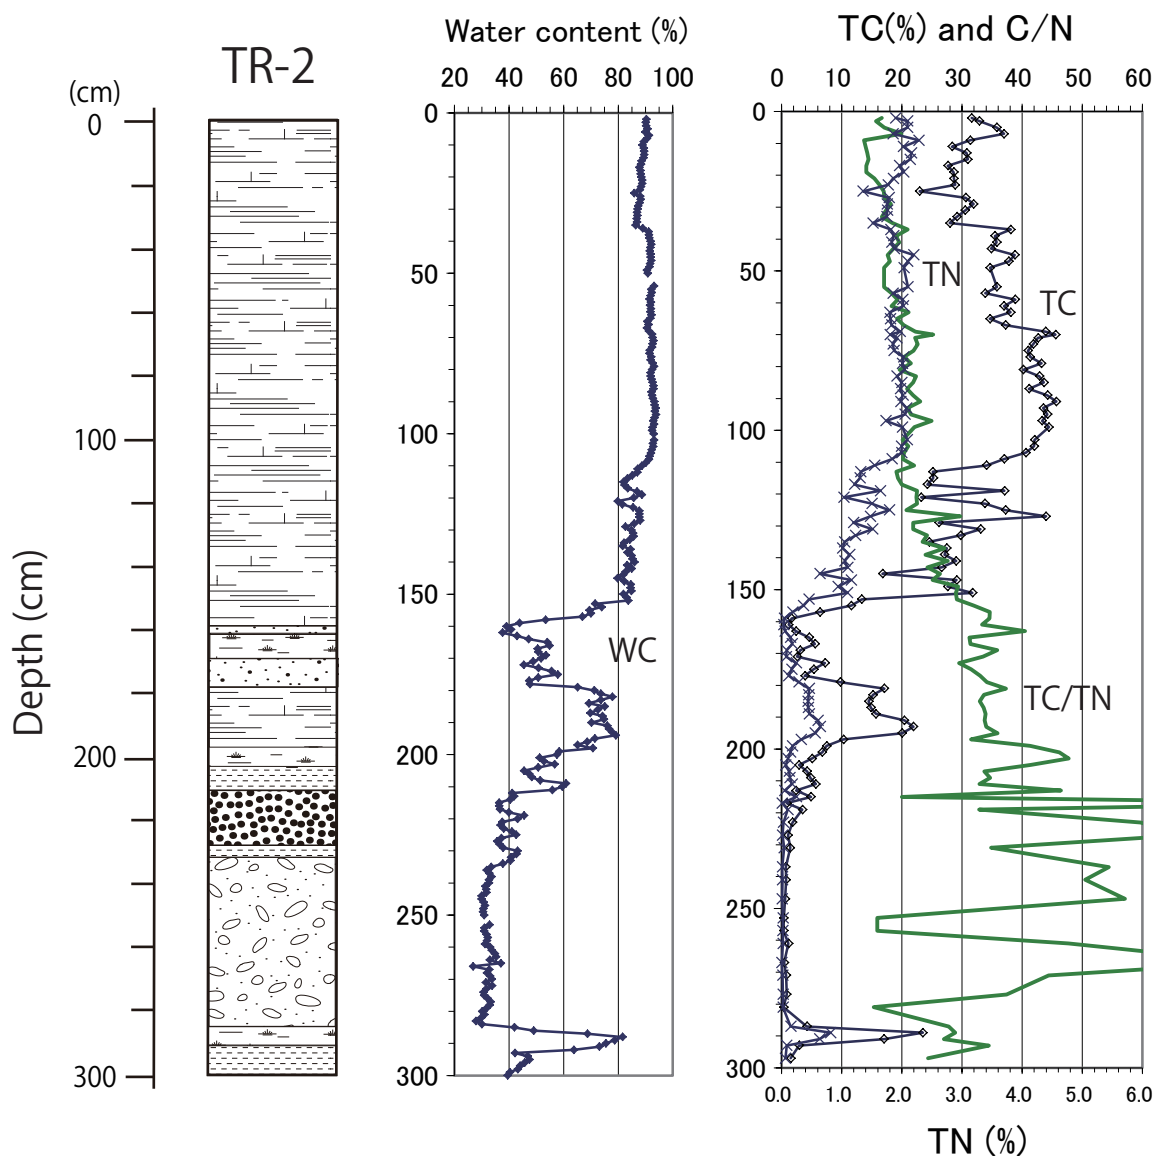 TR-2
(cm)
0
100
200
300
Depth (cm)
Water content (%)
20 40 60 80 100
0
50
100
150
200
250
300
WC
TC(%) and C/N
0 10 20 30 40 50 60
0
50
100
150
200
250
300
TN
TC
TC/TN
0.0 1.0 2.0 3.0 4.0 5.0 6.0
TN (%)